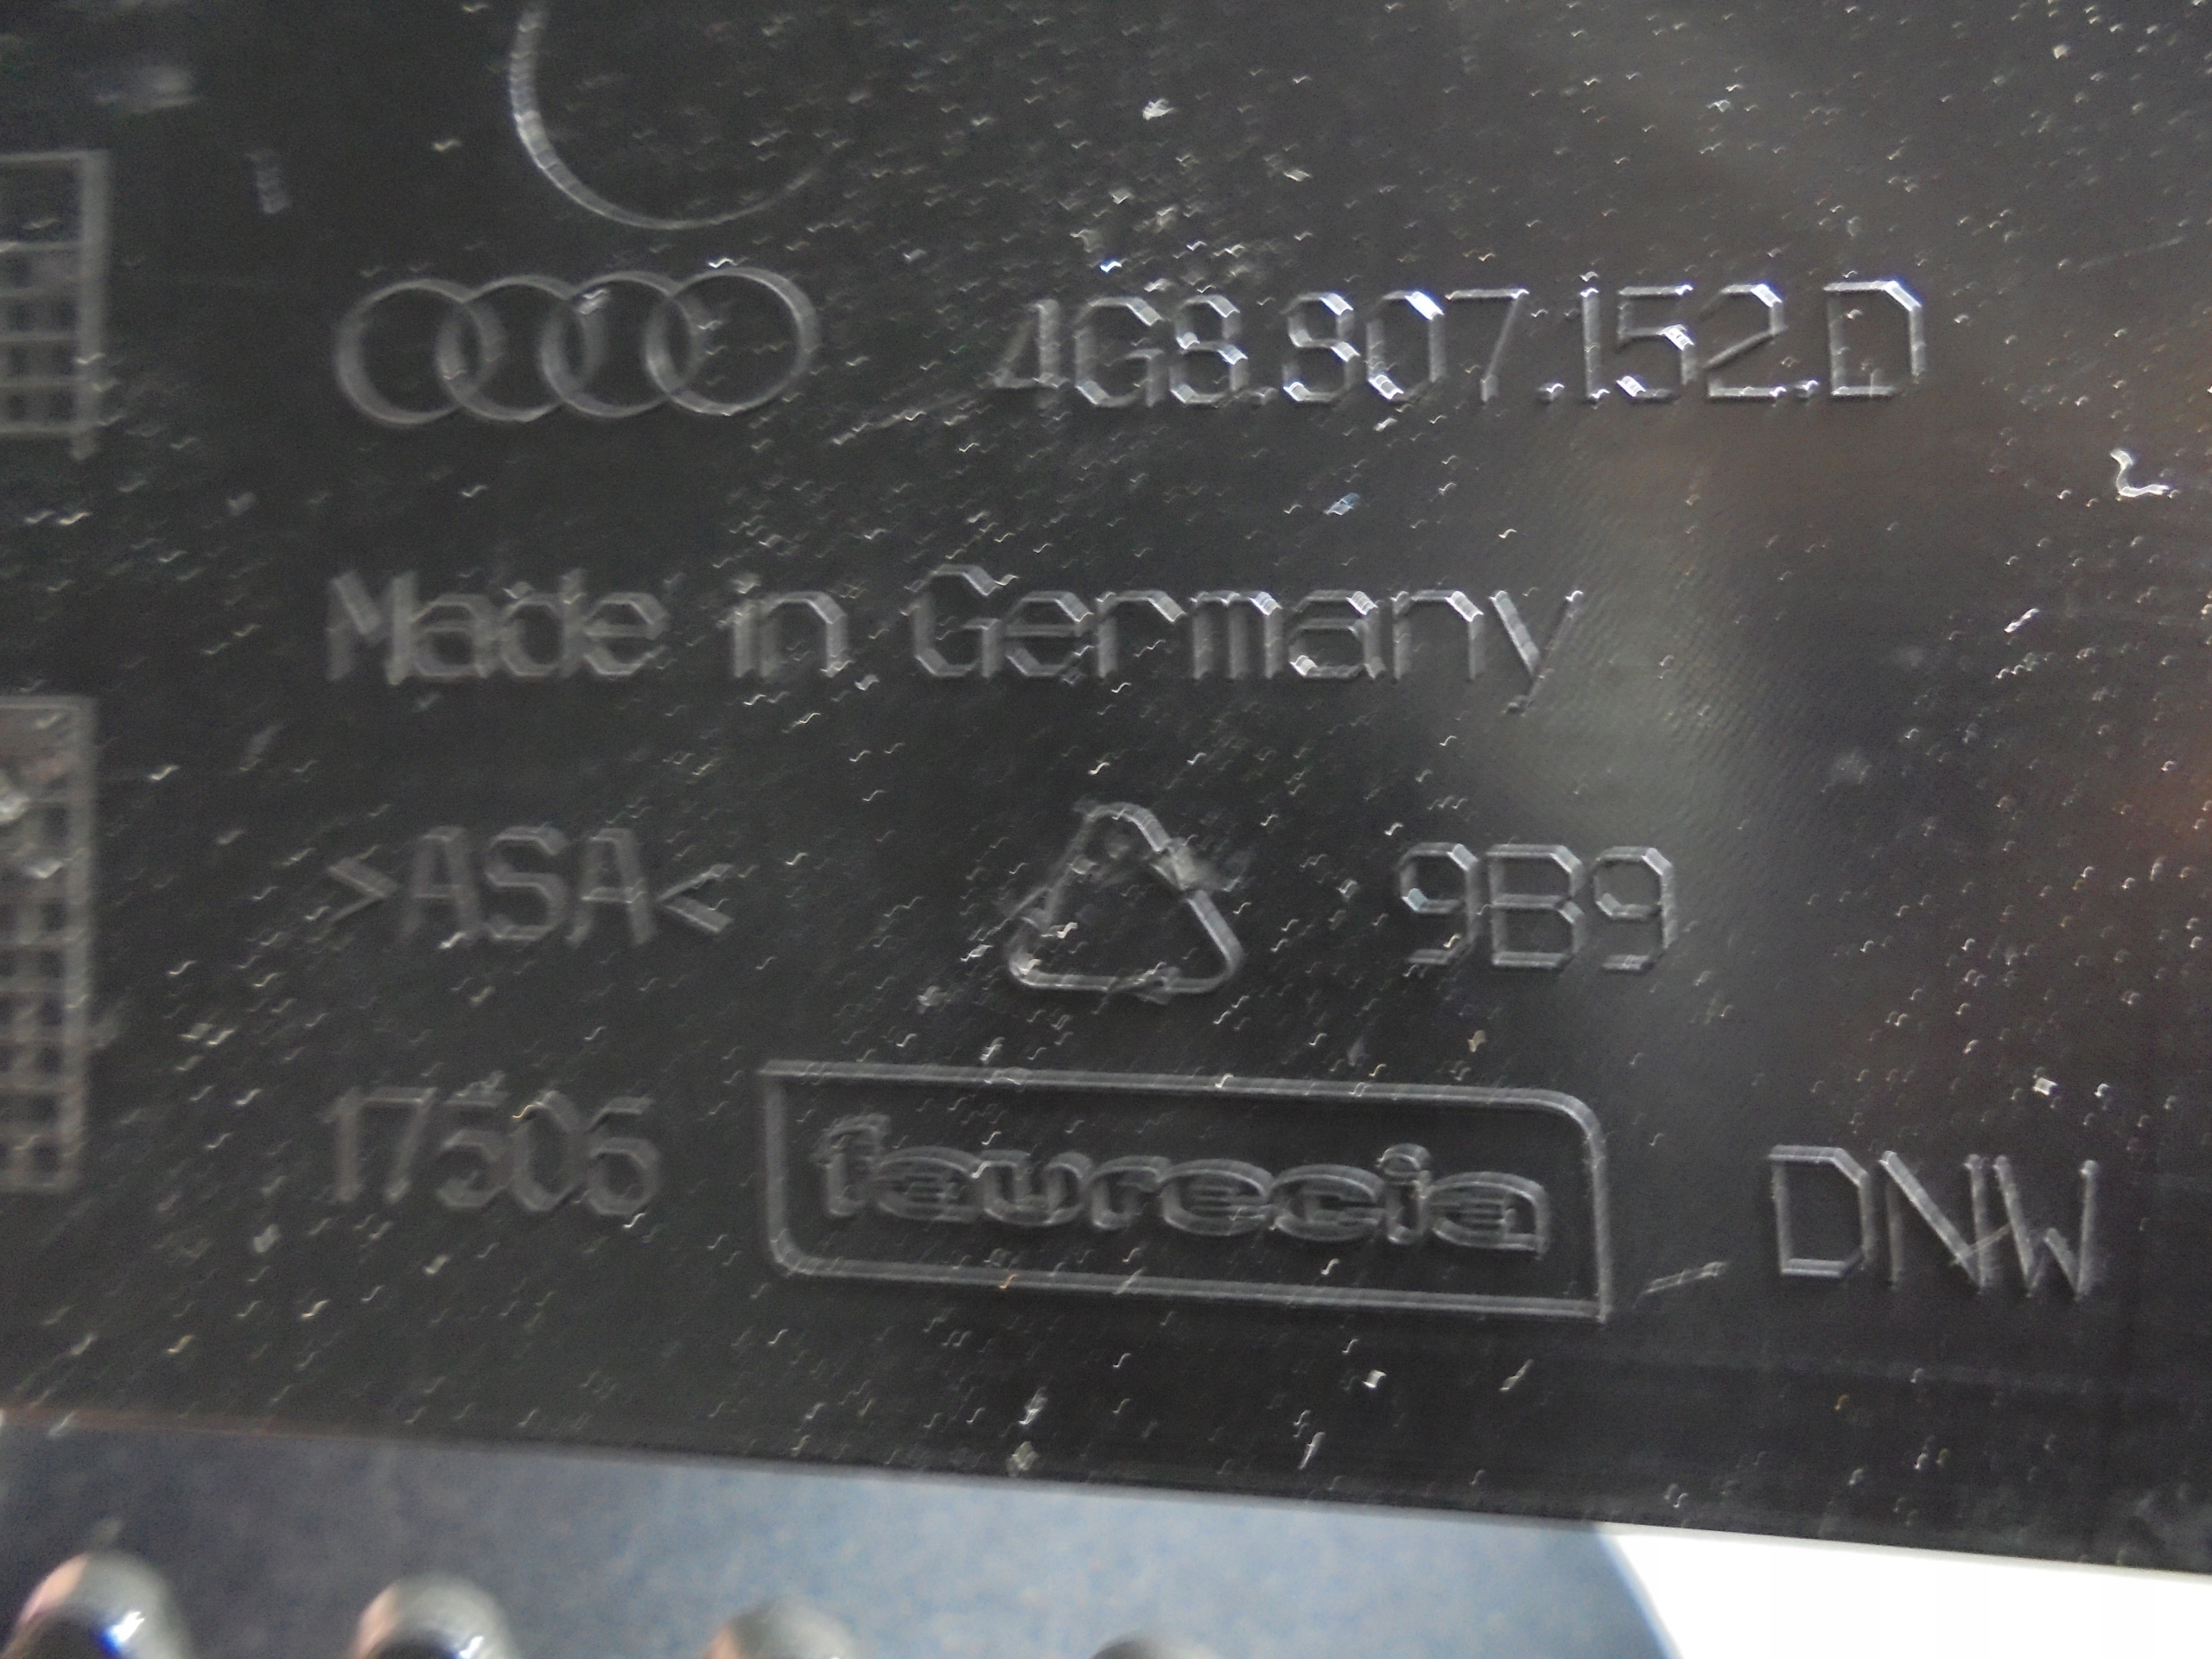 4G8.807.152.D
Made in Germany
>ASA< 9B9
17506 faurecia DNW